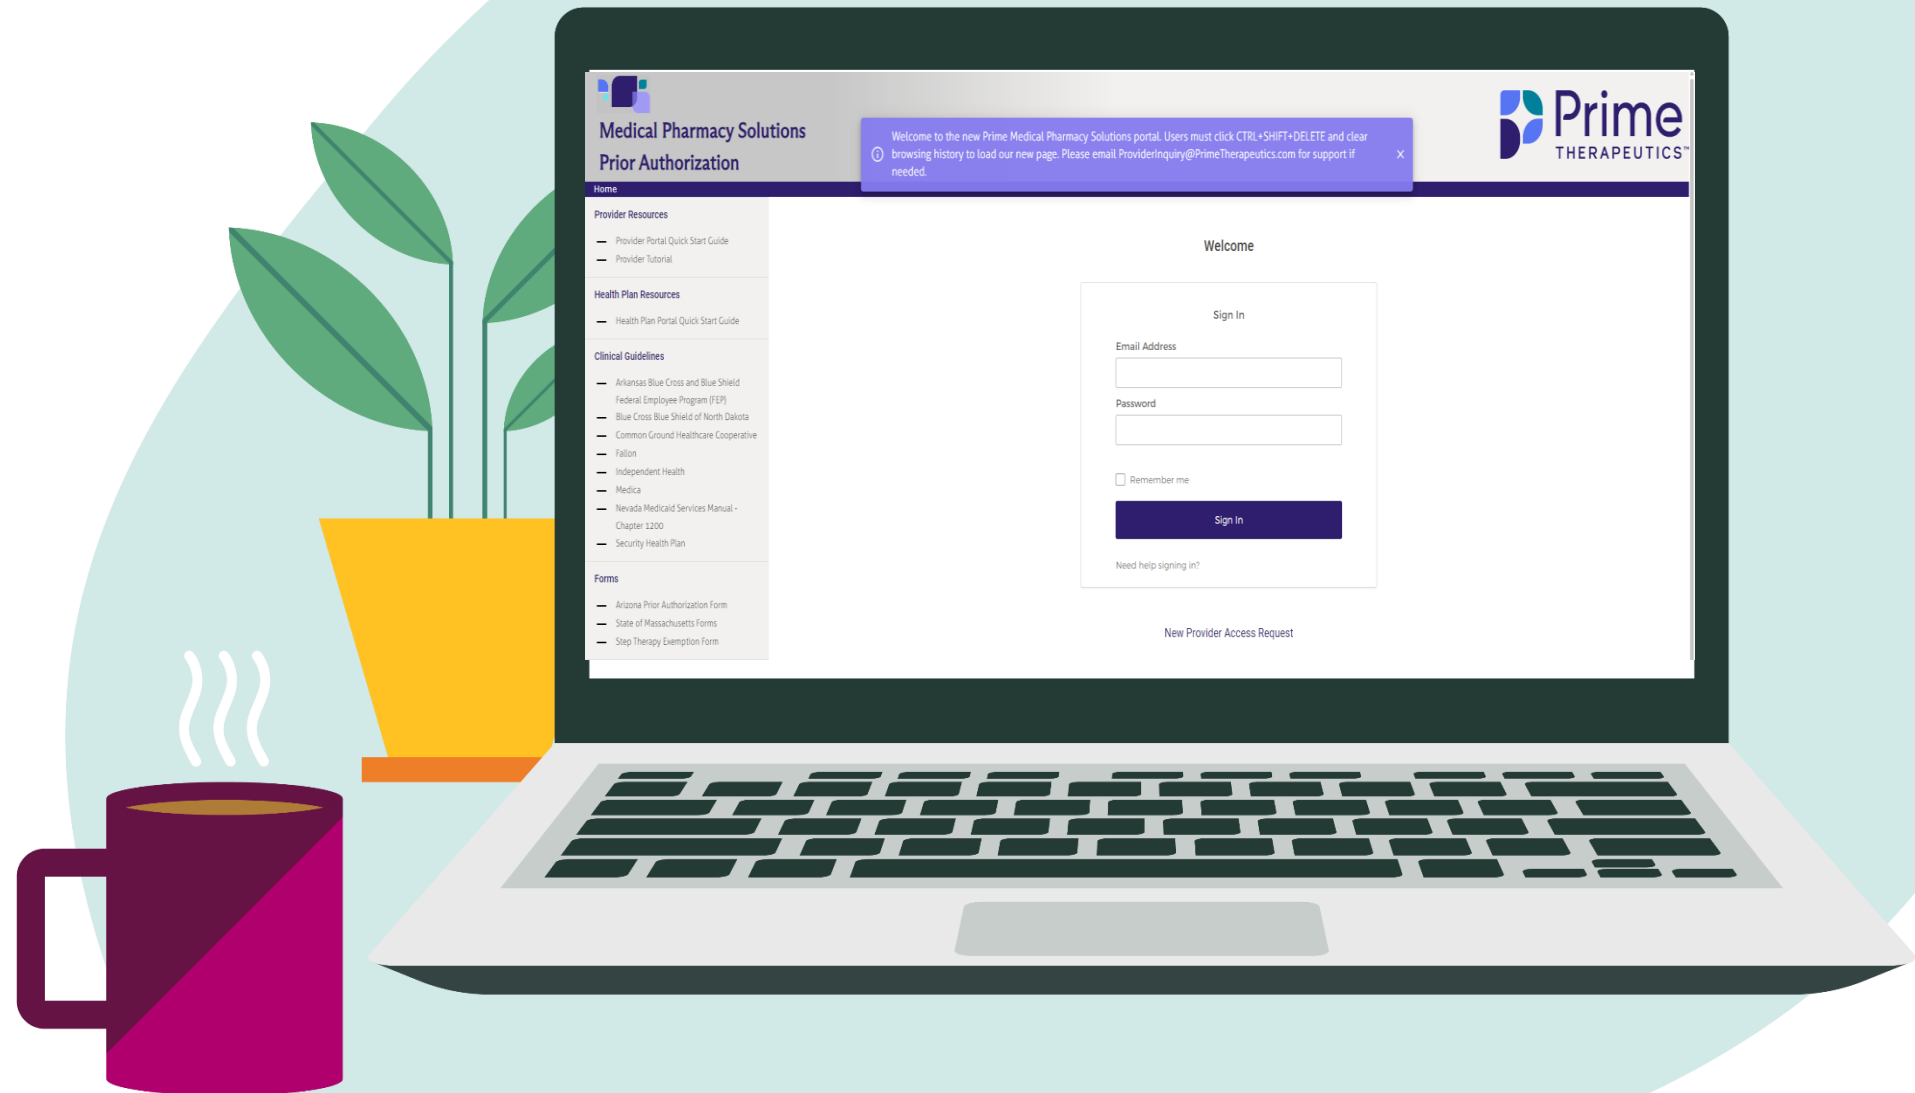 Medical Pharmacy Solutions
Prior Authorization
Welcome to the new Prime Medical Pharmacy Solutions portal. Users must click CTRL+SHIFT+DELETE and clear
browsing history to load our new page. Please email ProviderInquiry@PrimeTherapeutics.com for support if
needed.
X
Prime
THERAPEUTICS™
Home
Provider Resources
Provider Portal Quick Start Guide
Provider Tutorial
Health Plan Resources
Health Plan Portal Quick Start Guide
Clinical Guidelines
Arkansas Blue Cross and Blue Shield
Federal Employee Program (FEP)
Blue Cross Blue Shield of North Dakota
Common Ground Healthcare Cooperative
Fallon
Independent Health
Medica
Nevada Medicaid Services Manual -
Chapter 1200
Security Health Plan
Forms
Arizona Prior Authorization Form
State of Massachusetts Forms
Step Therapy Exemption Form
Welcome
Sign In
Email Address
Password
Remember me
Sign In
Need help signing in?
New Provider Access Request